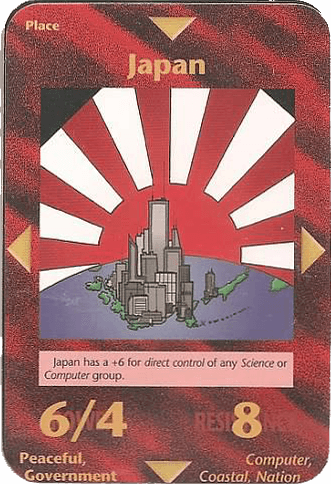 Place
Japan
Japan has a +6 for direct control of any Science or
Computer group.
6/4
8
Peaceful,
Government
Computer,
Coastal, Nation